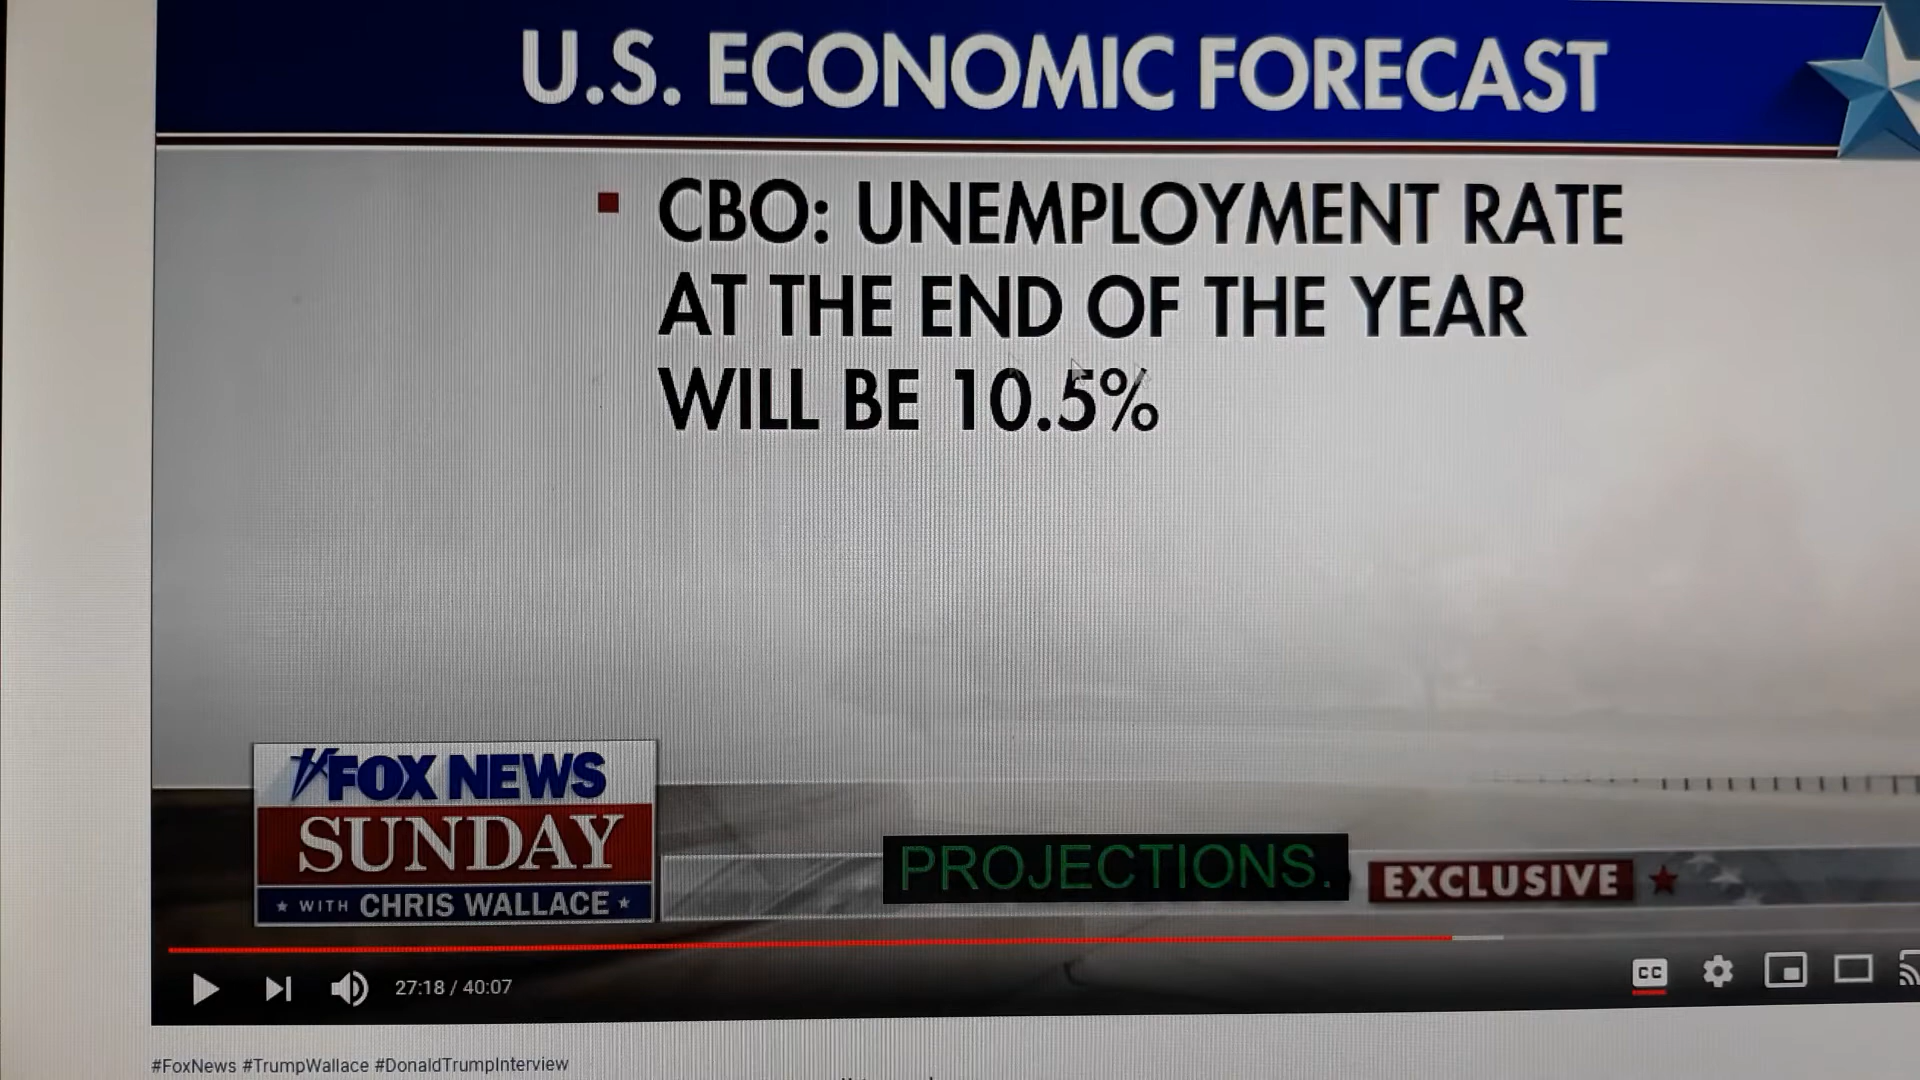 U.S. ECONOMIC FORECAST
CBO: UNEMPLOYMENT RATE
AT THE END OF THE YEAR
WILL BE 10.5%
FOX NEWS
SUNDAY
WITH CHRIS WALLACE
PROJECTIONS.
EXCLUSIVE
27:18 / 40:07
CC
#FoxNews #TrumpWallace #DonaldTrumpInterview